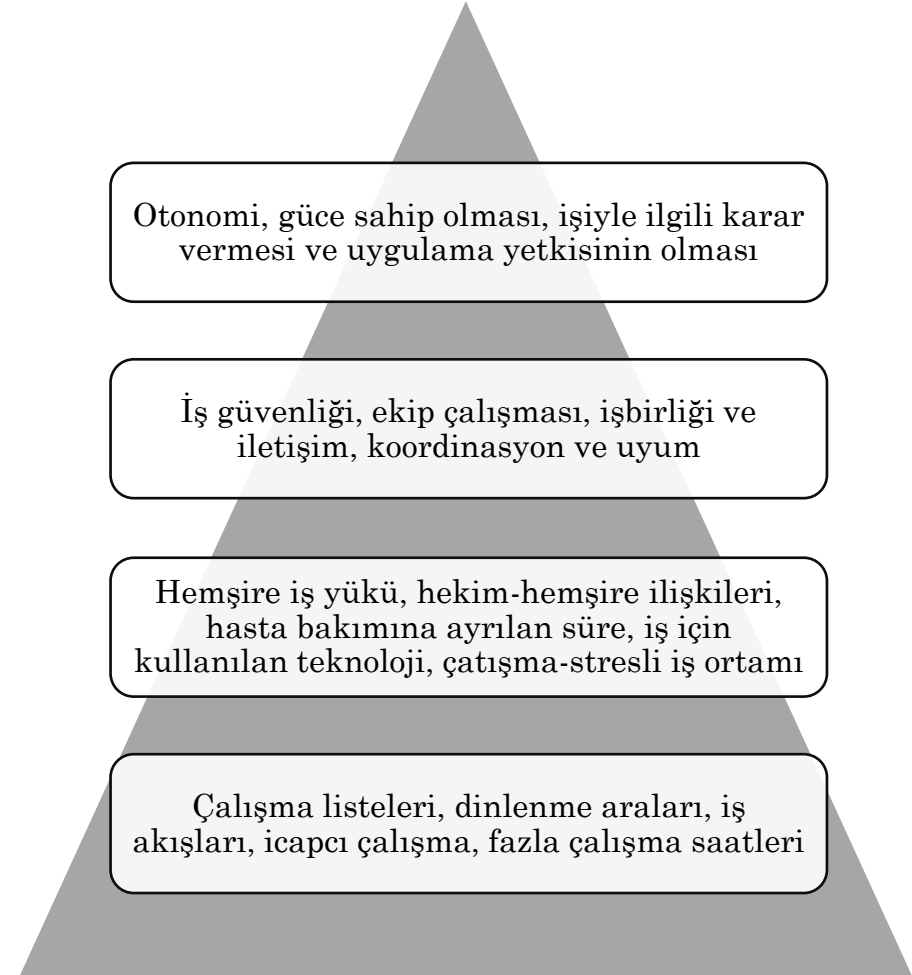 Otonomi, güce sahip olması, işiyle ilgili karar
vermesi ve uygulama yetkisinin olması
İş güvenliği, ekip çalışması, işbirliği ve
iletişim, koordinasyon ve uyum
Hemşire iş yükü, hekim-hemşire ilişkileri,
hasta bakımına ayrılan süre, iş için
kullanılan teknoloji, çatışma-stresli iş ortamı
Çalışma listeleri, dinlenme araları, iş
akışları, icapcı çalışma, fazla çalışma saatleri